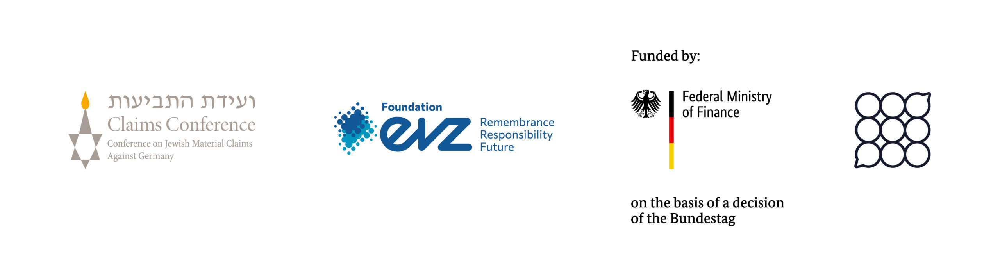 ועידת התביעות
Claims Conference
Conference on Jewish Material Claims
Against Germany
Foundation
evz
Remembrance
Responsibility
Future
Funded by:
Federal Ministry
of Finance
on the basis of a decision
of the Bundestag